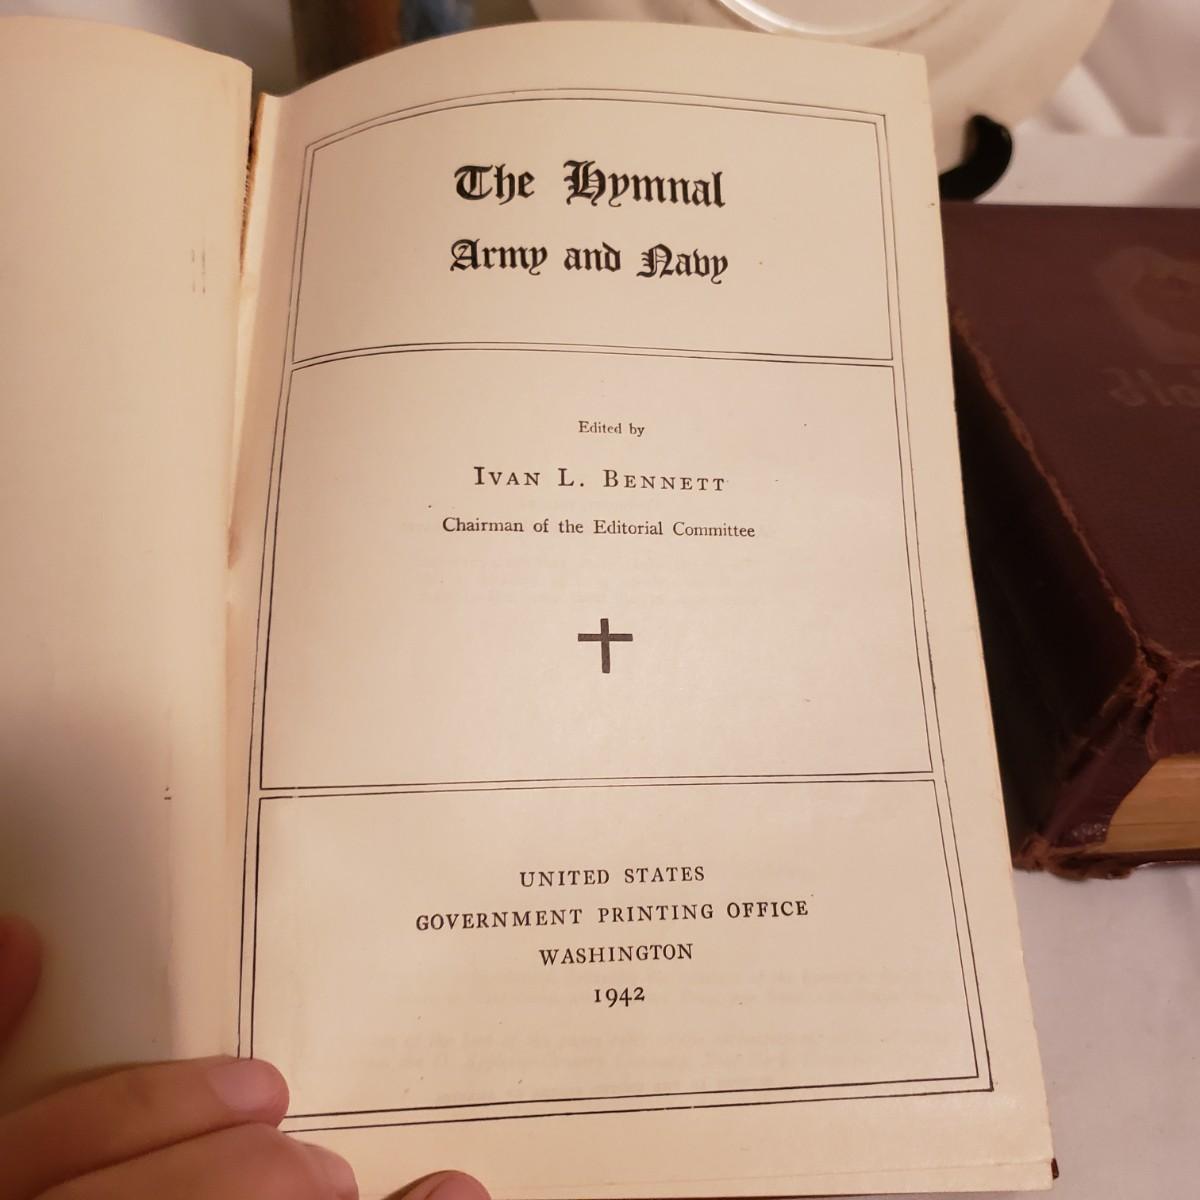 The Hymnal
Army and Navy
Edited by
IVAN L. BENNETT
Chairman of the Editorial Committee
UNITED STATES
GOVERNMENT PRINTING OFFICE
WASHINGTON
1942